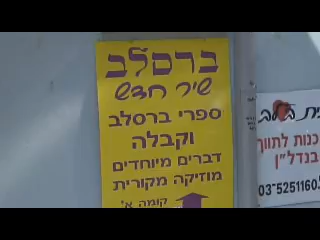 ברסלב
שיר חדש
ספרי ברסלב
וקבלה
דברים מיוחדים
מוזיקה מקורית
קומה א'
כנות לתווך
בנדל"ן
03-5251160